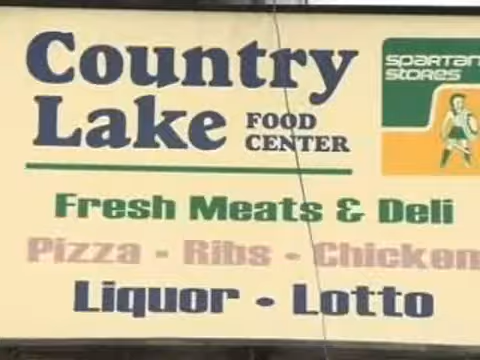 Country
Lake FOOD
CENTER
SPARTAN
STORES
Fresh Meats & Deli
Pizza - Ribs - Chicken
Liquor • Lotto